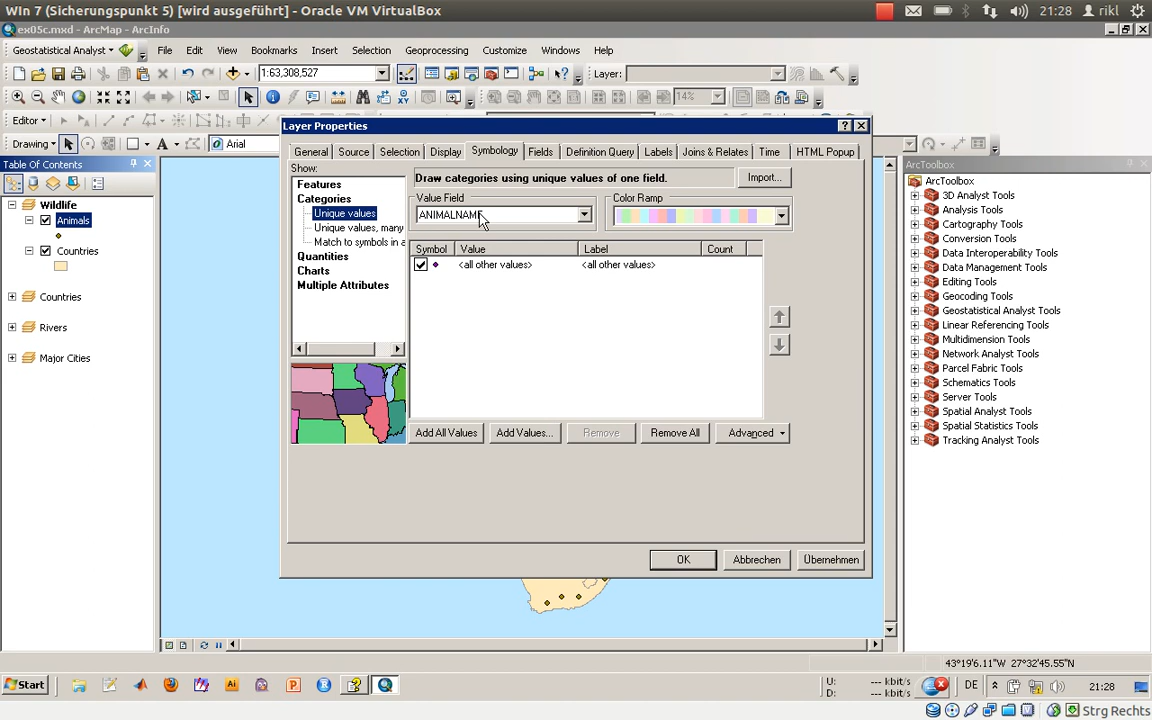 WIn 7 (Sicherungspunkt 5) [wird ausgeführt] - Oracle VM VirtualBox
21:28 rikl
ex05c.mxd - ArcMap - ArcInfo
Geostatistical Analyst File Edit View Bookmarks Insert Selection Geoprocessing Customize Windows Help
1:63,308,527 Layer:
14%
Editor
Drawing Arial
Table Of Contents
Wildlife
Animals
Countries
Countries
Rivers
Major Cities
Layer Properties
General Source Selection Display Symbology Fields Definition Query Labels Joins & Relates Time HTML Popup
Show:
Features
Categories
Unique values
Unique values, many
Match to symbols in a
Quantities
Charts
Multiple Attributes
Draw categories using unique values of one field.
Import...
Value Field
ANIMALNAME
Color Ramp
Symbol Value Label Count
<all other values> <all other values>
Add All Values Add Values... Remove Remove All Advanced
OK Abbrechen Übernehmen
ArcToolbox
ArcToolbox
3D Analyst Tools
Analysis Tools
Cartography Tools
Conversion Tools
Data Interoperability Tools
Data Management Tools
Editing Tools
Geocoding Tools
Geostatistical Analyst Tools
Linear Referencing Tools
Multidimension Tools
Network Analyst Tools
Parcel Fabric Tools
Schematics Tools
Server Tools
Spatial Analyst Tools
Spatial Statistics Tools
Tracking Analyst Tools
43°19'6.11"W 27°32'45.55"N
Start
U: --- kbit/s
D: --- kbit/s
DE
21:28
Strg Rechts